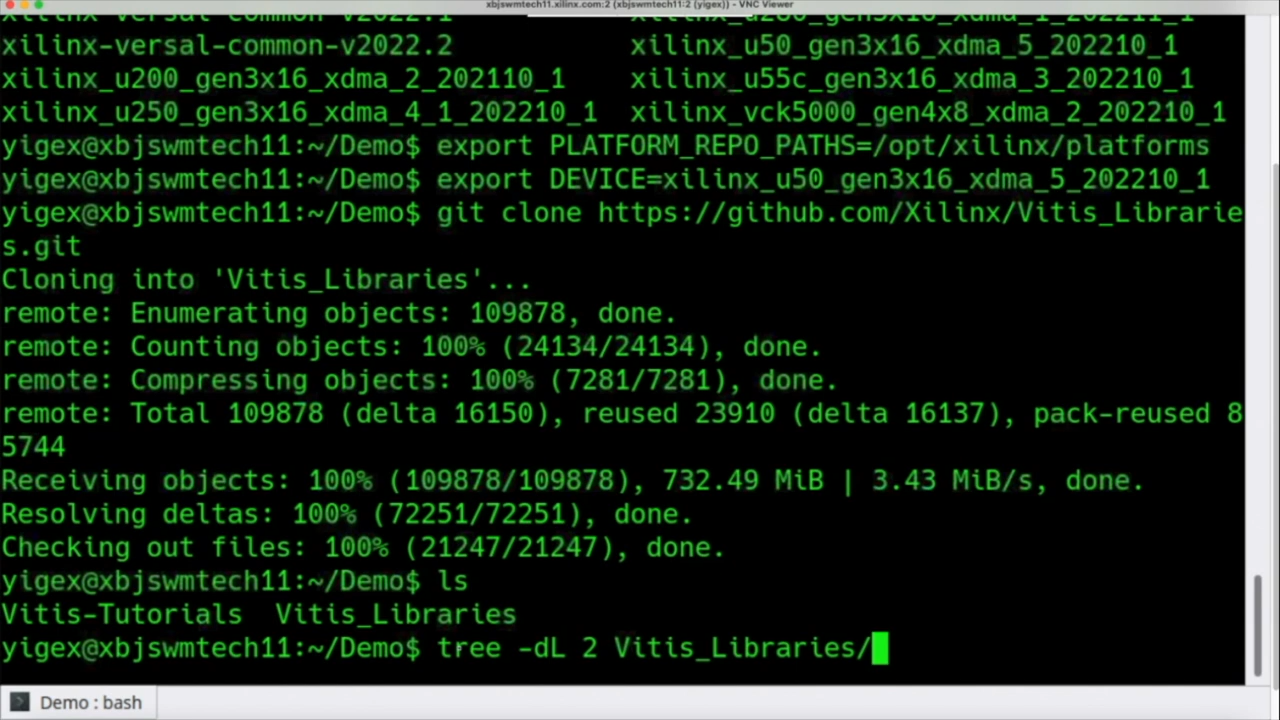 xbjswmtech11.xilinx.com:2 (xbjswmtech11:2 (yigex)) - VNC Viewer
xilinx-versal-common-v2022.2 xilinx_u50_gen3x16_xdma_5_202210_1
xilinx_u200_gen3x16_xdma_2_202110_1 xilinx_u55c_gen3x16_xdma_3_202210_1
xilinx_u250_gen3x16_xdma_4_1_202210_1 xilinx_vck5000_gen4x8_xdma_2_202210_1
yigex@xbjswmtech11:~/Demo$ export PLATFORM_REPO_PATHS=/opt/xilinx/platforms
yigex@xbjswmtech11:~/Demo$ export DEVICE=xilinx_u50_gen3x16_xdma_5_202210_1
yigex@xbjswmtech11:~/Demo$ git clone https://github.com/Xilinx/Vitis_Librarie
s.git
Cloning into 'Vitis_Libraries'...
remote: Enumerating objects: 109878, done.
remote: Counting objects: 100% (24134/24134), done.
remote: Compressing objects: 100% (7281/7281), done.
remote: Total 109878 (delta 16150), reused 23910 (delta 16137), pack-reused 8
5744
Receiving objects: 100% (109878/109878), 732.49 MiB | 3.43 MiB/s, done.
Resolving deltas: 100% (72251/72251), done.
Checking out files: 100% (21247/21247), done.
yigex@xbjswmtech11:~/Demo$ ls
Vitis-Tutorials Vitis_Libraries
yigex@xbjswmtech11:~/Demo$ tree -dL 2 Vitis_Libraries/
Demo : bash